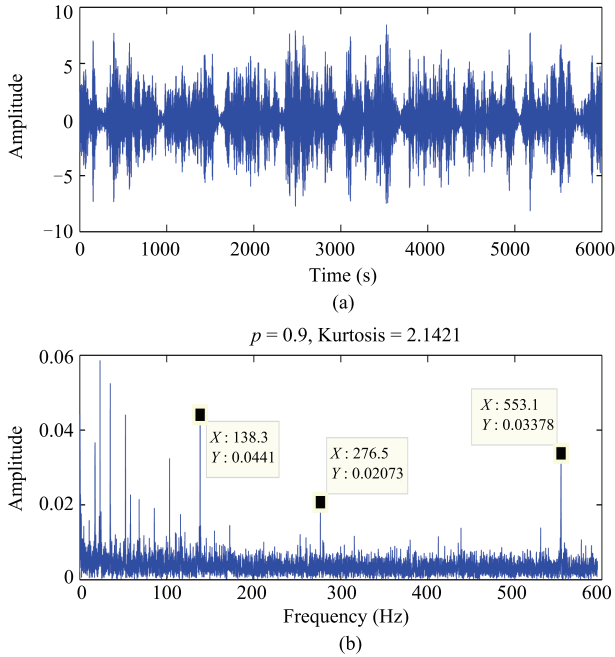 10
5
0
−5
−10
Amplitude
0 1000 2000 3000 4000 5000 6000
Time (s)
(a)
p = 0.9, Kurtosis = 2.1421
0.06
0.04
0.02
0
Amplitude
X : 138.3
Y : 0.0441
X : 276.5
Y : 0.02073
X : 553.1
Y : 0.03378
0 100 200 300 400 500 600
Frequency (Hz)
(b)